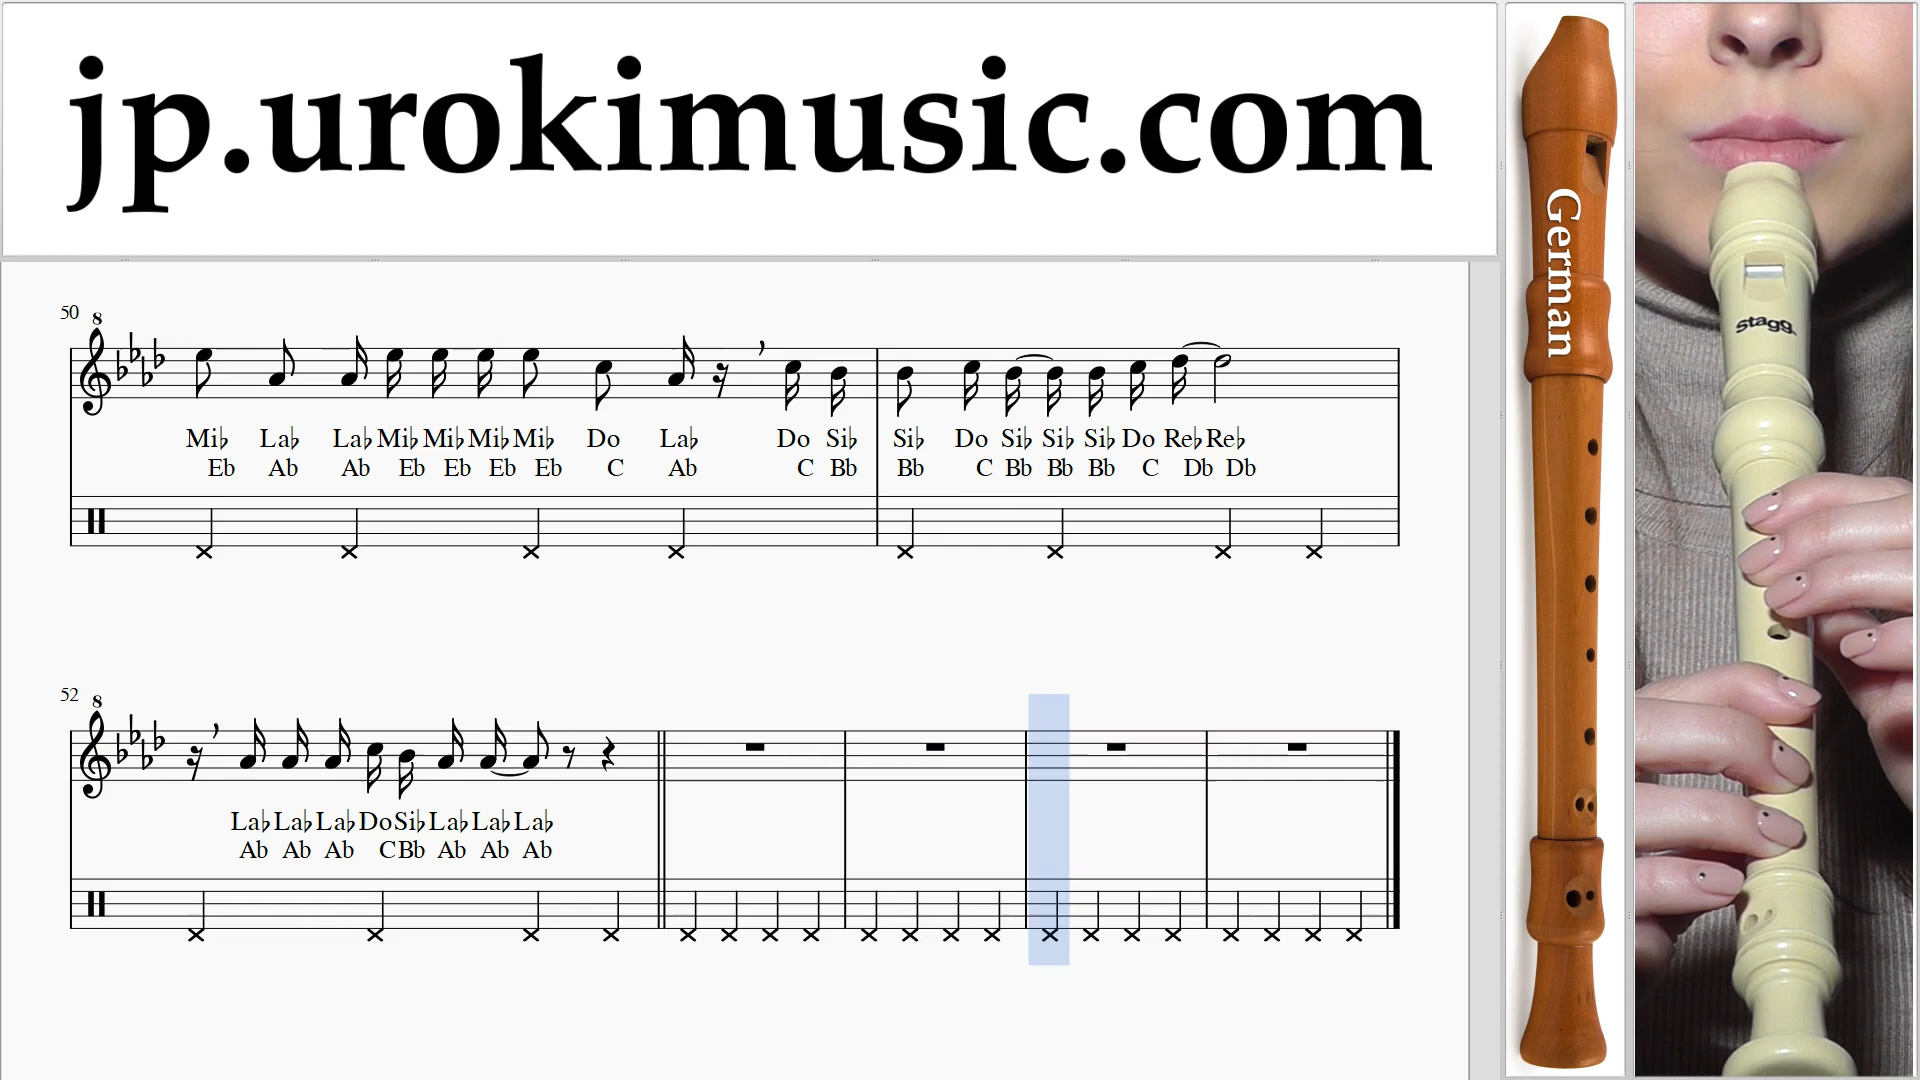 jp.urokimusic.com
50
8
Mi♭ La♭ La♭ Mi♭ Mi♭ Mi♭ Mi♭ Do La♭ Do Si♭ Si♭ Do Si♭ Si♭ Si♭ Do Re♭ Re♭
Eb Ab Ab Eb Eb Eb Eb C Ab C Bb Bb C Bb Bb Bb C Db Db
52
8
La♭ La♭ La♭ Do Si♭ La♭ La♭ La♭
Ab Ab Ab C Bb Ab Ab Ab
German
Stagg